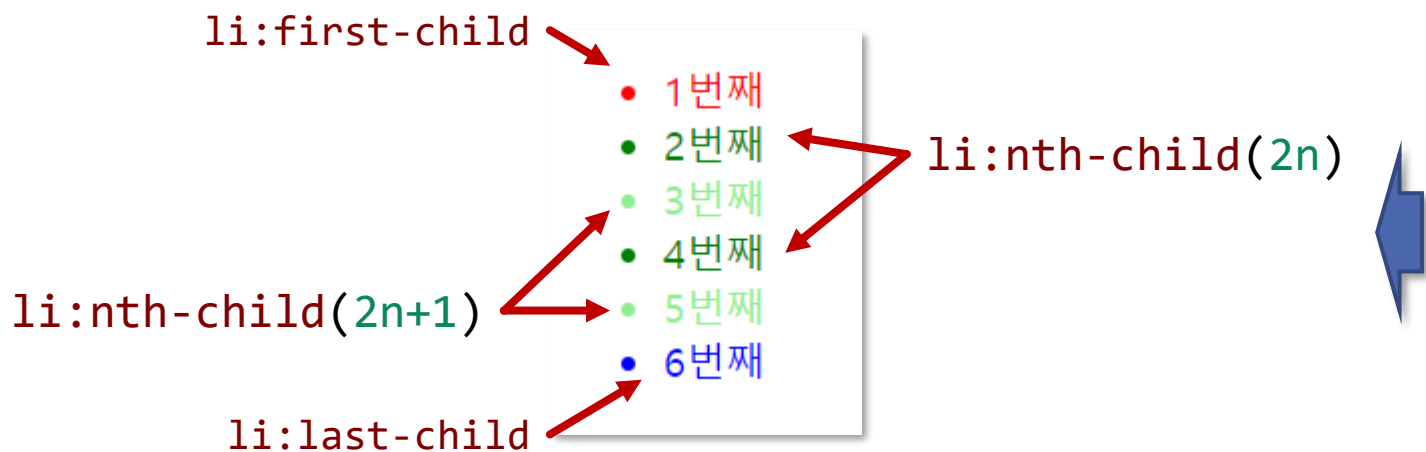 li:first-child
• 1번째
• 2번째
li:nth-child(2n)
• 3번째
• 4번째
li:nth-child(2n+1)
• 5번째
• 6번째
li:last-child